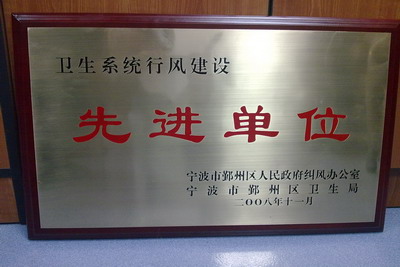 卫生系统行风建设
先进单位
宁波市鄞州区人民政府纠风办公室
宁波市鄞州区卫生局
二〇〇八年十一月